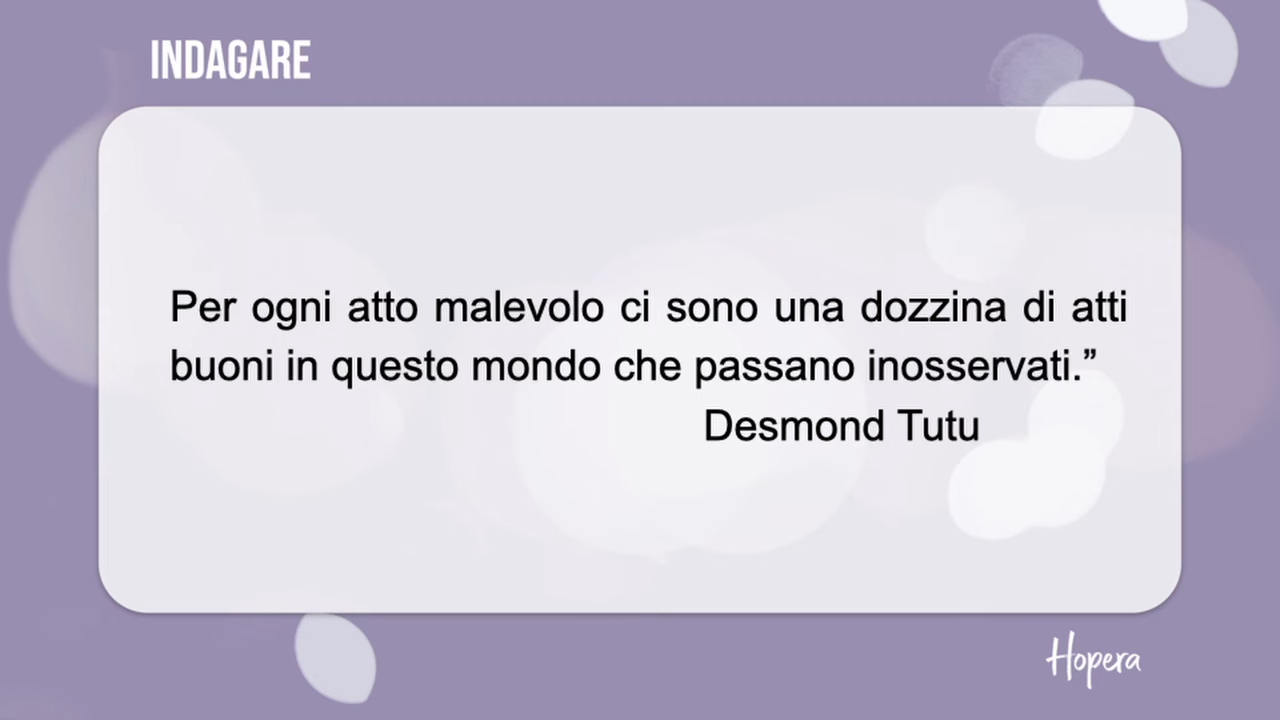 INDAGARE
Per ogni atto malevolo ci sono una dozzina di atti
buoni in questo mondo che passano inosservati.”
Desmond Tutu
Hopera